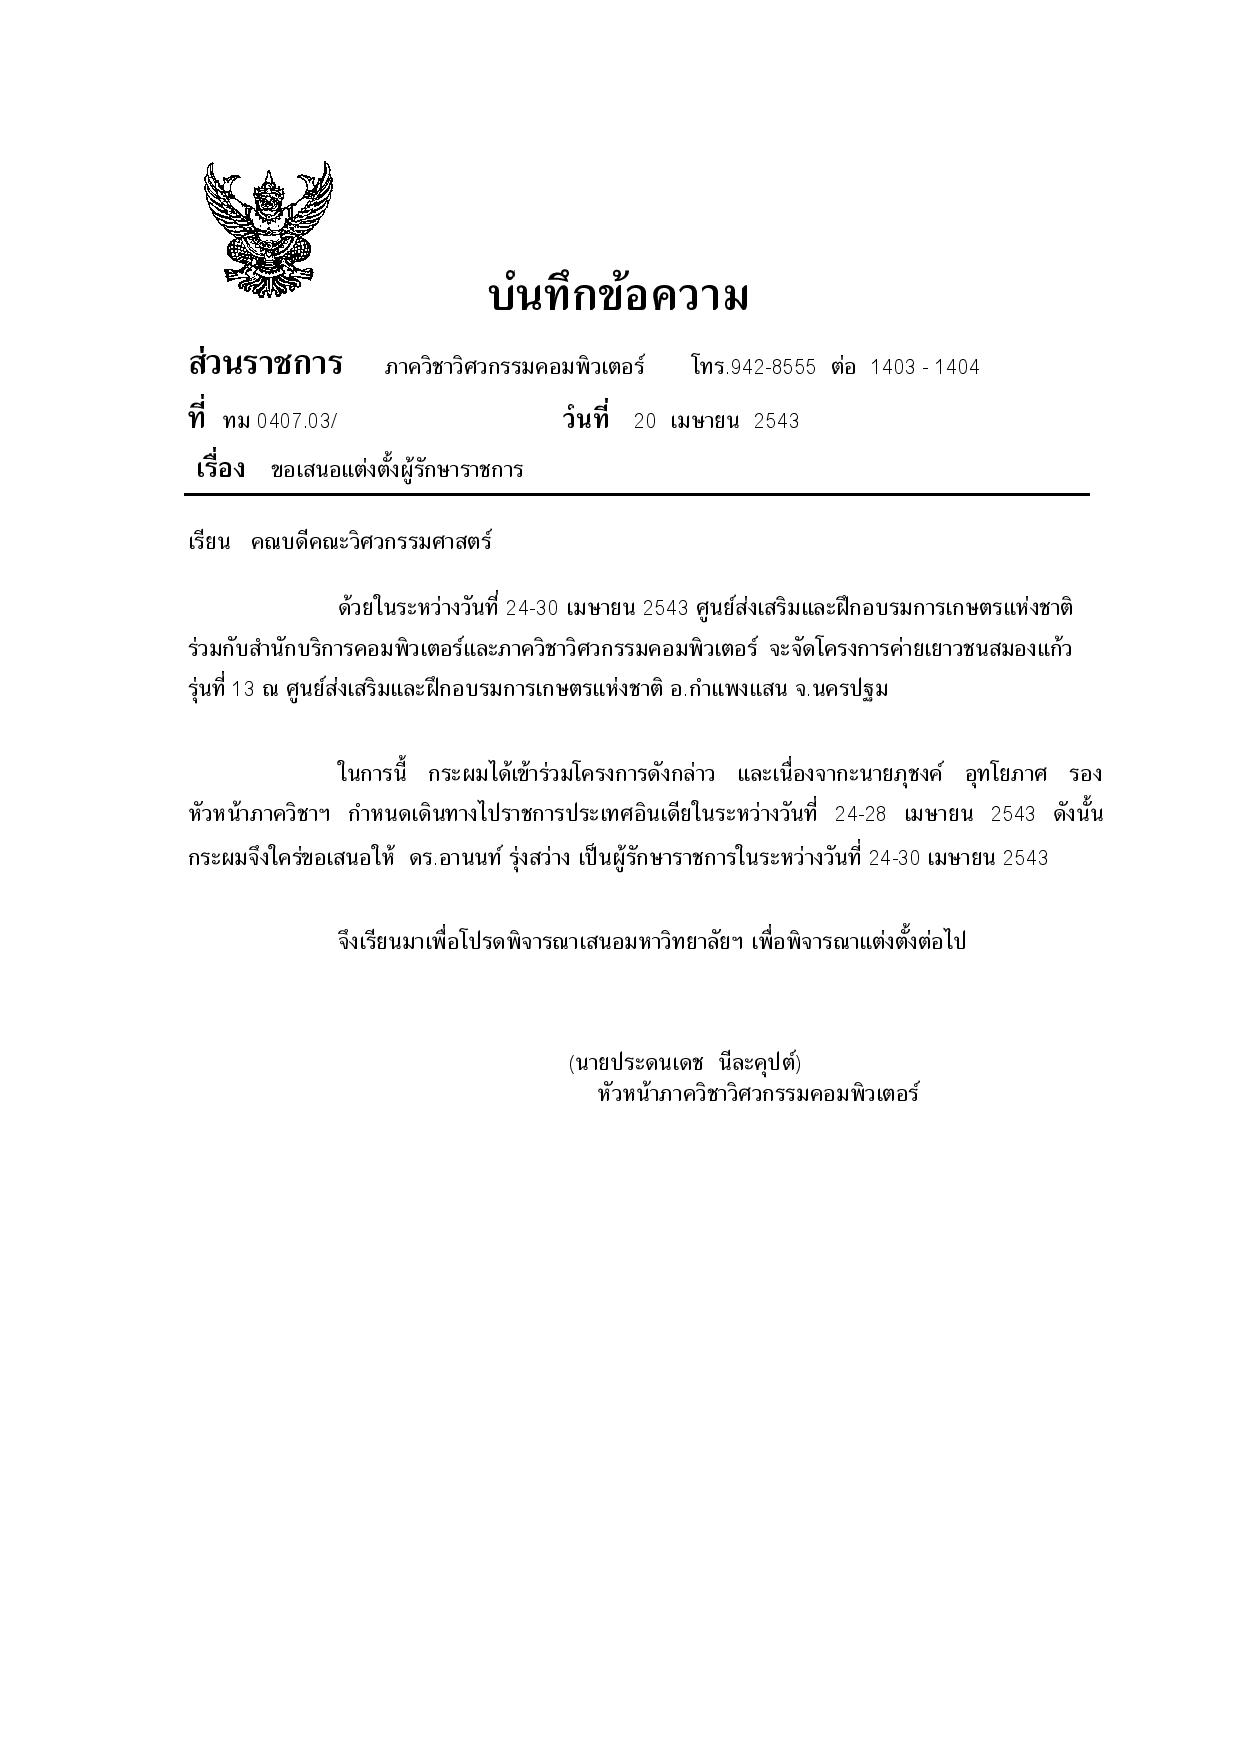 บันทึกข้อความ
ส่วนราชการ ภาควิชาวิศวกรรมคอมพิวเตอร์ โทร.942-8555 ต่อ 1403 - 1404
ที่ ทม 0407.03/ วันที่ 20 เมษายน 2543
เรื่อง ขอเสนอแต่งตั้งผู้รักษาราชการ
เรียน คณบดีคณะวิศวกรรมศาสตร์
ด้วยในระหว่างวันที่ 24-30 เมษายน 2543 ศูนย์ส่งเสริมและฝึกอบรมการเกษตรแห่งชาติ
ร่วมกับสำนักบริการคอมพิวเตอร์และภาควิชาวิศวกรรมคอมพิวเตอร์ จะจัดโครงการค่ายเยาวชนสมองแก้ว
รุ่นที่ 13 ณ ศูนย์ส่งเสริมและฝึกอบรมการเกษตรแห่งชาติ อ.กำแพงแสน จ.นครปฐม
ในการนี้ กระผมได้เข้าร่วมโครงการดังกล่าว และเนื่องจากะนายภุชงค์ อุทโยภาศ รอง
หัวหน้าภาควิชาฯ กำหนดเดินทางไปราชการประเทศอินเดียในระหว่างวันที่ 24-28 เมษายน 2543 ดังนั้น
กระผมจึงใคร่ขอเสนอให้ ดร.อานนท์ รุ่งสว่าง เป็นผู้รักษาราชการในระหว่างวันที่ 24-30 เมษายน 2543
จึงเรียนมาเพื่อโปรดพิจารณาเสนอมหาวิทยาลัยฯ เพื่อพิจารณาแต่งตั้งต่อไป
(นายประดนเดช นีละคุปต์)
หัวหน้าภาควิชาวิศวกรรมคอมพิวเตอร์